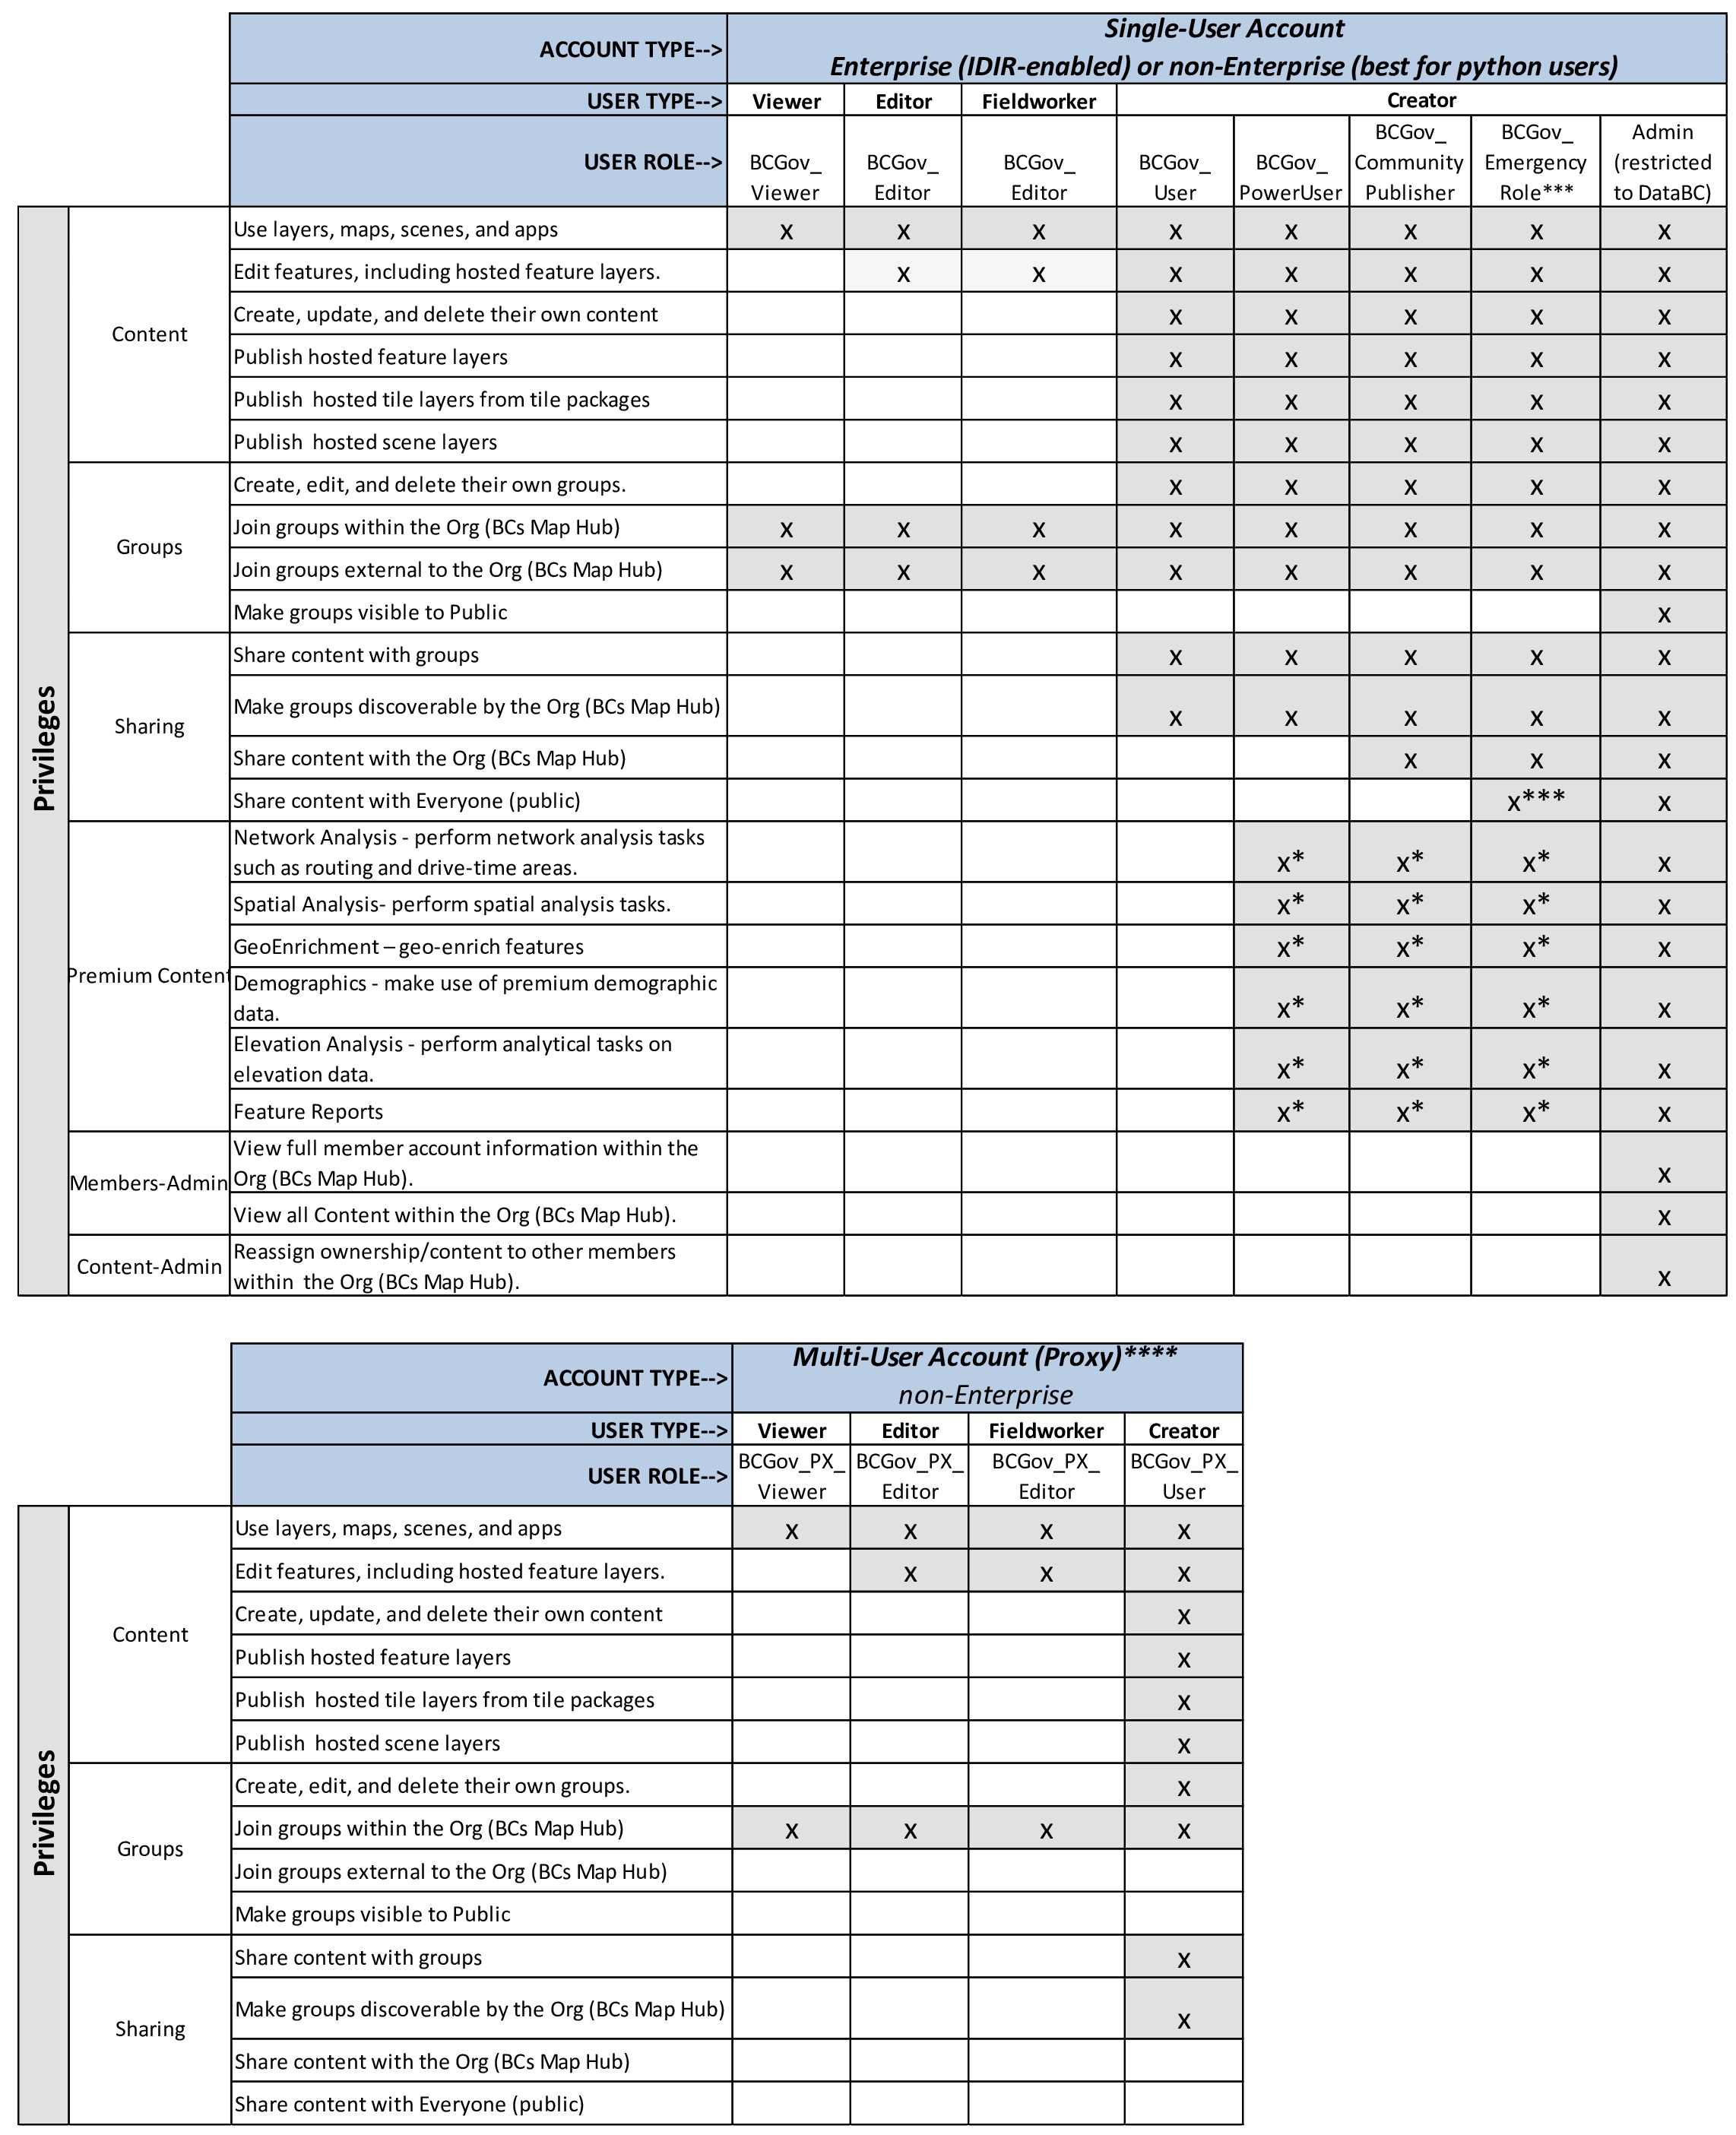 ACCOUNT TYPE-->
Single-User Account
Enterprise (IDIR-enabled) or non-Enterprise (best for python users)
USER TYPE--> Viewer Editor Fieldworker Creator
USER ROLE-->
BCGov_
Viewer
BCGov_
Editor
BCGov_
Editor
BCGov_
User
BCGov_
PowerUser
BCGov_
Community
Publisher
BCGov_
Emergency
Role***
Admin
(restricted
to DataBC)
Privileges
Content
Use layers, maps, scenes, and apps x x x x x x x x
Edit features, including hosted feature layers. x x x x x x x
Create, update, and delete their own content x x x x x
Publish hosted feature layers x x x x x
Publish hosted tile layers from tile packages x x x x x
Publish hosted scene layers x x x x x
Groups
Create, edit, and delete their own groups. x x x x x
Join groups within the Org (BCs Map Hub) x x x x x x x x
Join groups external to the Org (BCs Map Hub) x x x x x x x x
Make groups visible to Public x
Sharing
Share content with groups x x x x x
Make groups discoverable by the Org (BCs Map Hub) x x x x x
Share content with the Org (BCs Map Hub) x x x
Share content with Everyone (public) x*** x
Premium Content
Network Analysis - perform network analysis tasks
such as routing and drive-time areas. x* x* x* x
Spatial Analysis- perform spatial analysis tasks. x* x* x* x
GeoEnrichment – geo-enrich features x* x* x* x
Demographics - make use of premium demographic
data. x* x* x* x
Elevation Analysis - perform analytical tasks on
elevation data. x* x* x* x
Feature Reports x* x* x* x
Members-Admin
View full member account information within the
Org (BCs Map Hub). x
View all Content within the Org (BCs Map Hub). x
Content-Admin
Reassign ownership/content to other members
within the Org (BCs Map Hub). x
ACCOUNT TYPE-->
Multi-User Account (Proxy)****
non-Enterprise
USER TYPE--> Viewer Editor Fieldworker Creator
USER ROLE-->
BCGov_PX_
Viewer
BCGov_PX_
Editor
BCGov_PX_
Editor
BCGov_PX_
User
Privileges
Content
Use layers, maps, scenes, and apps x x x x
Edit features, including hosted feature layers. x x x
Create, update, and delete their own content x
Publish hosted feature layers x
Publish hosted tile layers from tile packages x
Publish hosted scene layers x
Groups
Create, edit, and delete their own groups. x
Join groups within the Org (BCs Map Hub) x x x x
Join groups external to the Org (BCs Map Hub)
Make groups visible to Public
Sharing
Share content with groups x
Make groups discoverable by the Org (BCs Map Hub) x
Share content with the Org (BCs Map Hub)
Share content with Everyone (public)